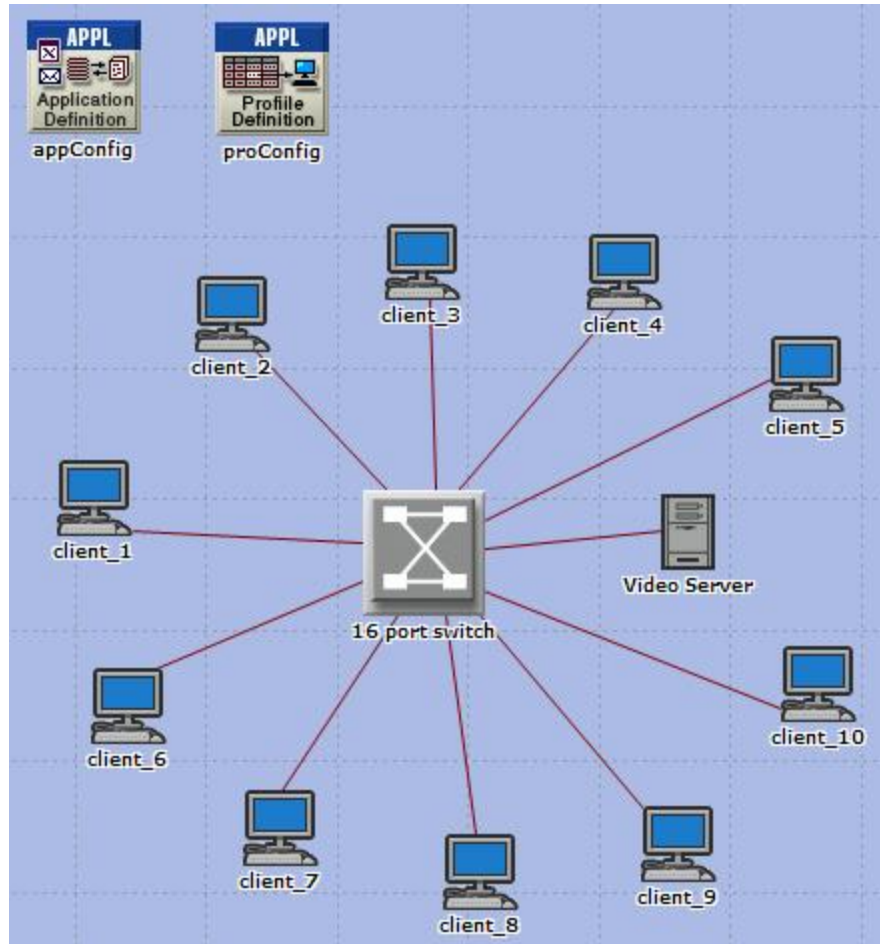 APPL
Application
Definition
appConfig
APPL
Profiile
Definition
proConfig
client_3
client_4
client_2
client_5
client_1
Video Server
16 port switch
client_10
client_6
client_7
client_9
client_8